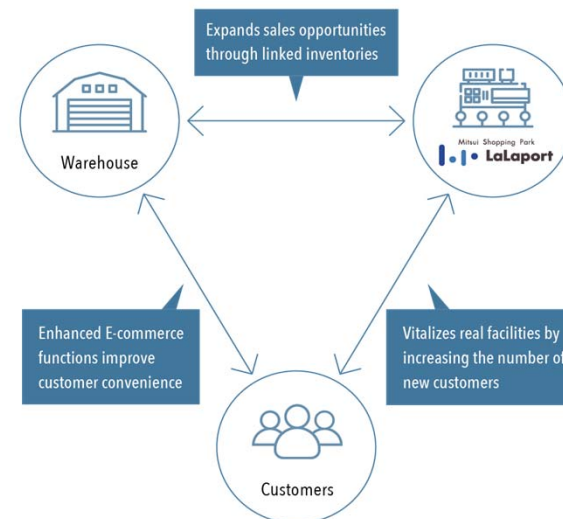 Expands sales opportunities
through linked inventories
Warehouse
Mitsui Shopping Park
LaLaport
Enhanced E-commerce
functions improve
customer convenience
Vitalizes real facilities by
increasing the number of
new customers
Customers